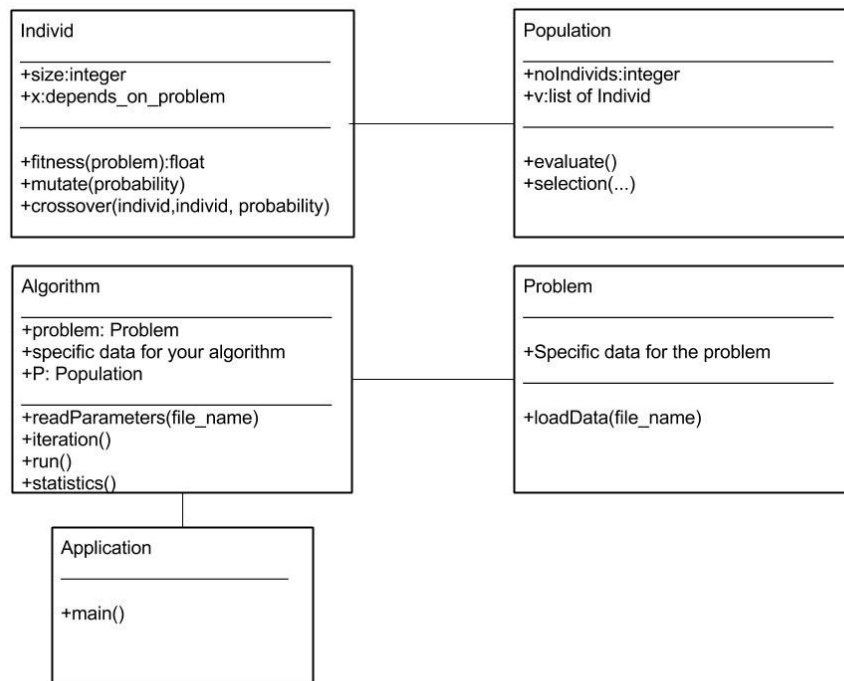 Individ
+size:integer
+x:depends_on_problem
+fitness(problem):float
+mutate(probability)
+crossover(individ,individ, probability)
Population
+noIndivids:integer
+v:list of Individ
+evaluate()
+selection(...)
Algorithm
+problem: Problem
+specific data for your algorithm
+P: Population
+readParameters(file_name)
+iteration()
+run()
+statistics()
Problem
+Specific data for the problem
+loadData(file_name)
Application
+main()